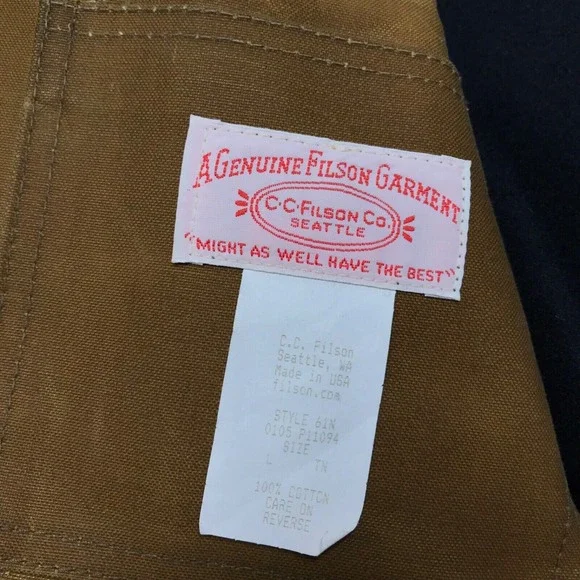 A GENUINE FILSON GARMENT
C·C·FILSON CO.
SEATTLE
"MIGHT AS WELL HAVE THE BEST"
C.C. Filson
Seattle, WA
Made in USA
filson.com
STYLE 61N
0105 P11094
SIZE
L TN
100% COTTON
CARE ON
REVERSE